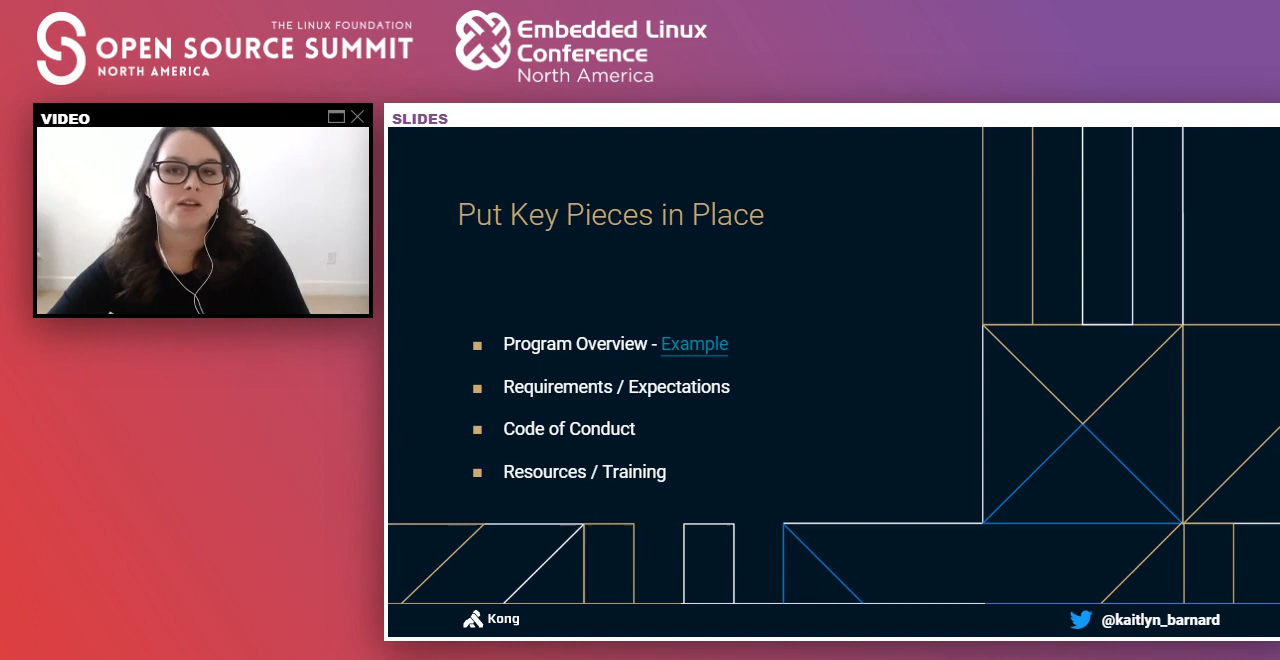 THE LINUX FOUNDATION
OPEN SOURCE SUMMIT
NORTH AMERICA
Embedded Linux
Conference
North America
VIDEO
SLIDES
Put Key Pieces in Place
Program Overview - Example
Requirements / Expectations
Code of Conduct
Resources / Training
Kong
@kaitlyn_barnard